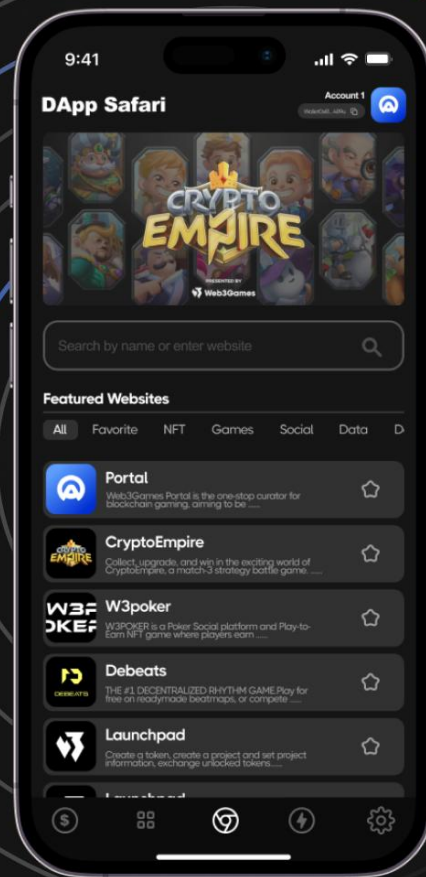 9:41
DApp Safari
Account 1
CRYPTO
EMPIRE
PRESENTED BY
Web3Games
Search by name or enter website
Featured Websites
All Favorite NFT Games Social Data D
Portal
Web3Games Portal is the one-stop curator for
blockchain gaming, aiming to be ......
CRYPTO
EMPIRE
CryptoEmpire
Collect, upgrade, and win in the exciting world of
CryptoEmpire, a match-3 strategy bottle game. ......
W3P
OKER
W3poker
W3POKER is a Poker Social platform and Play-to-
Earn NFT game where players earn ......
DEBEATS
Debeats
THE #1 DECENTRALIZED RHYTHM GAME.Play for
free on readymade beatmaps, or compete ......
Launchpad
Create a token, create a project and set project
information, exchange unlocked tokens......